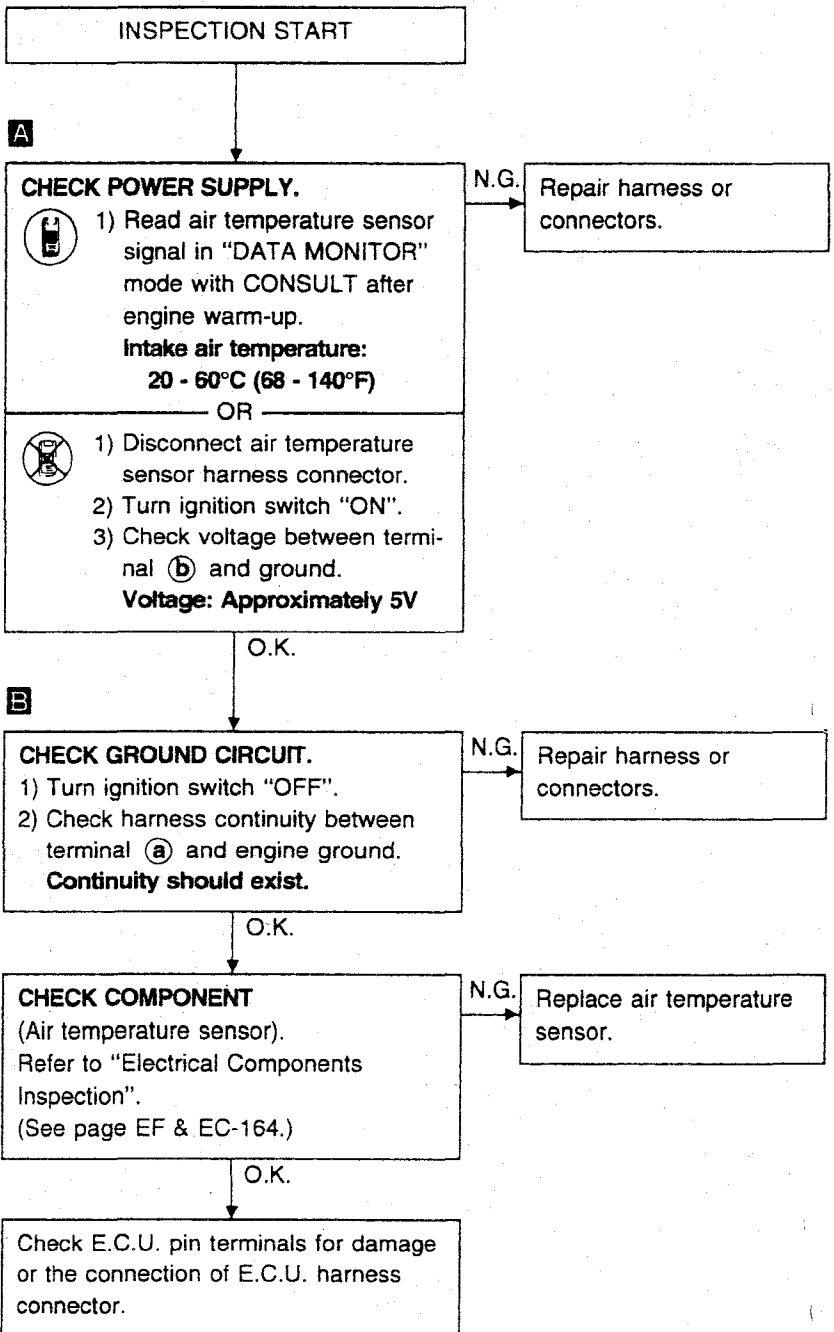 INSPECTION START
A
CHECK POWER SUPPLY.
1) Read air temperature sensor
signal in "DATA MONITOR"
mode with CONSULT after
engine warm-up.
Intake air temperature:
20 - 60°C (68 - 140°F)
N.G.
Repair harness or
connectors.
OR
1) Disconnect air temperature
sensor harness connector.
2) Turn ignition switch "ON".
3) Check voltage between termi-
nal ⓑ and ground.
Voltage: Approximately 5V
O.K.
B
CHECK GROUND CIRCUIT.
1) Turn ignition switch "OFF".
2) Check harness continuity between
terminal ⓐ and engine ground.
Continuity should exist.
N.G.
Repair harness or
connectors.
O.K.
CHECK COMPONENT
(Air temperature sensor).
Refer to "Electrical Components
Inspection".
(See page EF & EC-164.)
N.G.
Replace air temperature
sensor.
O.K.
Check E.C.U. pin terminals for damage
or the connection of E.C.U. harness
connector.